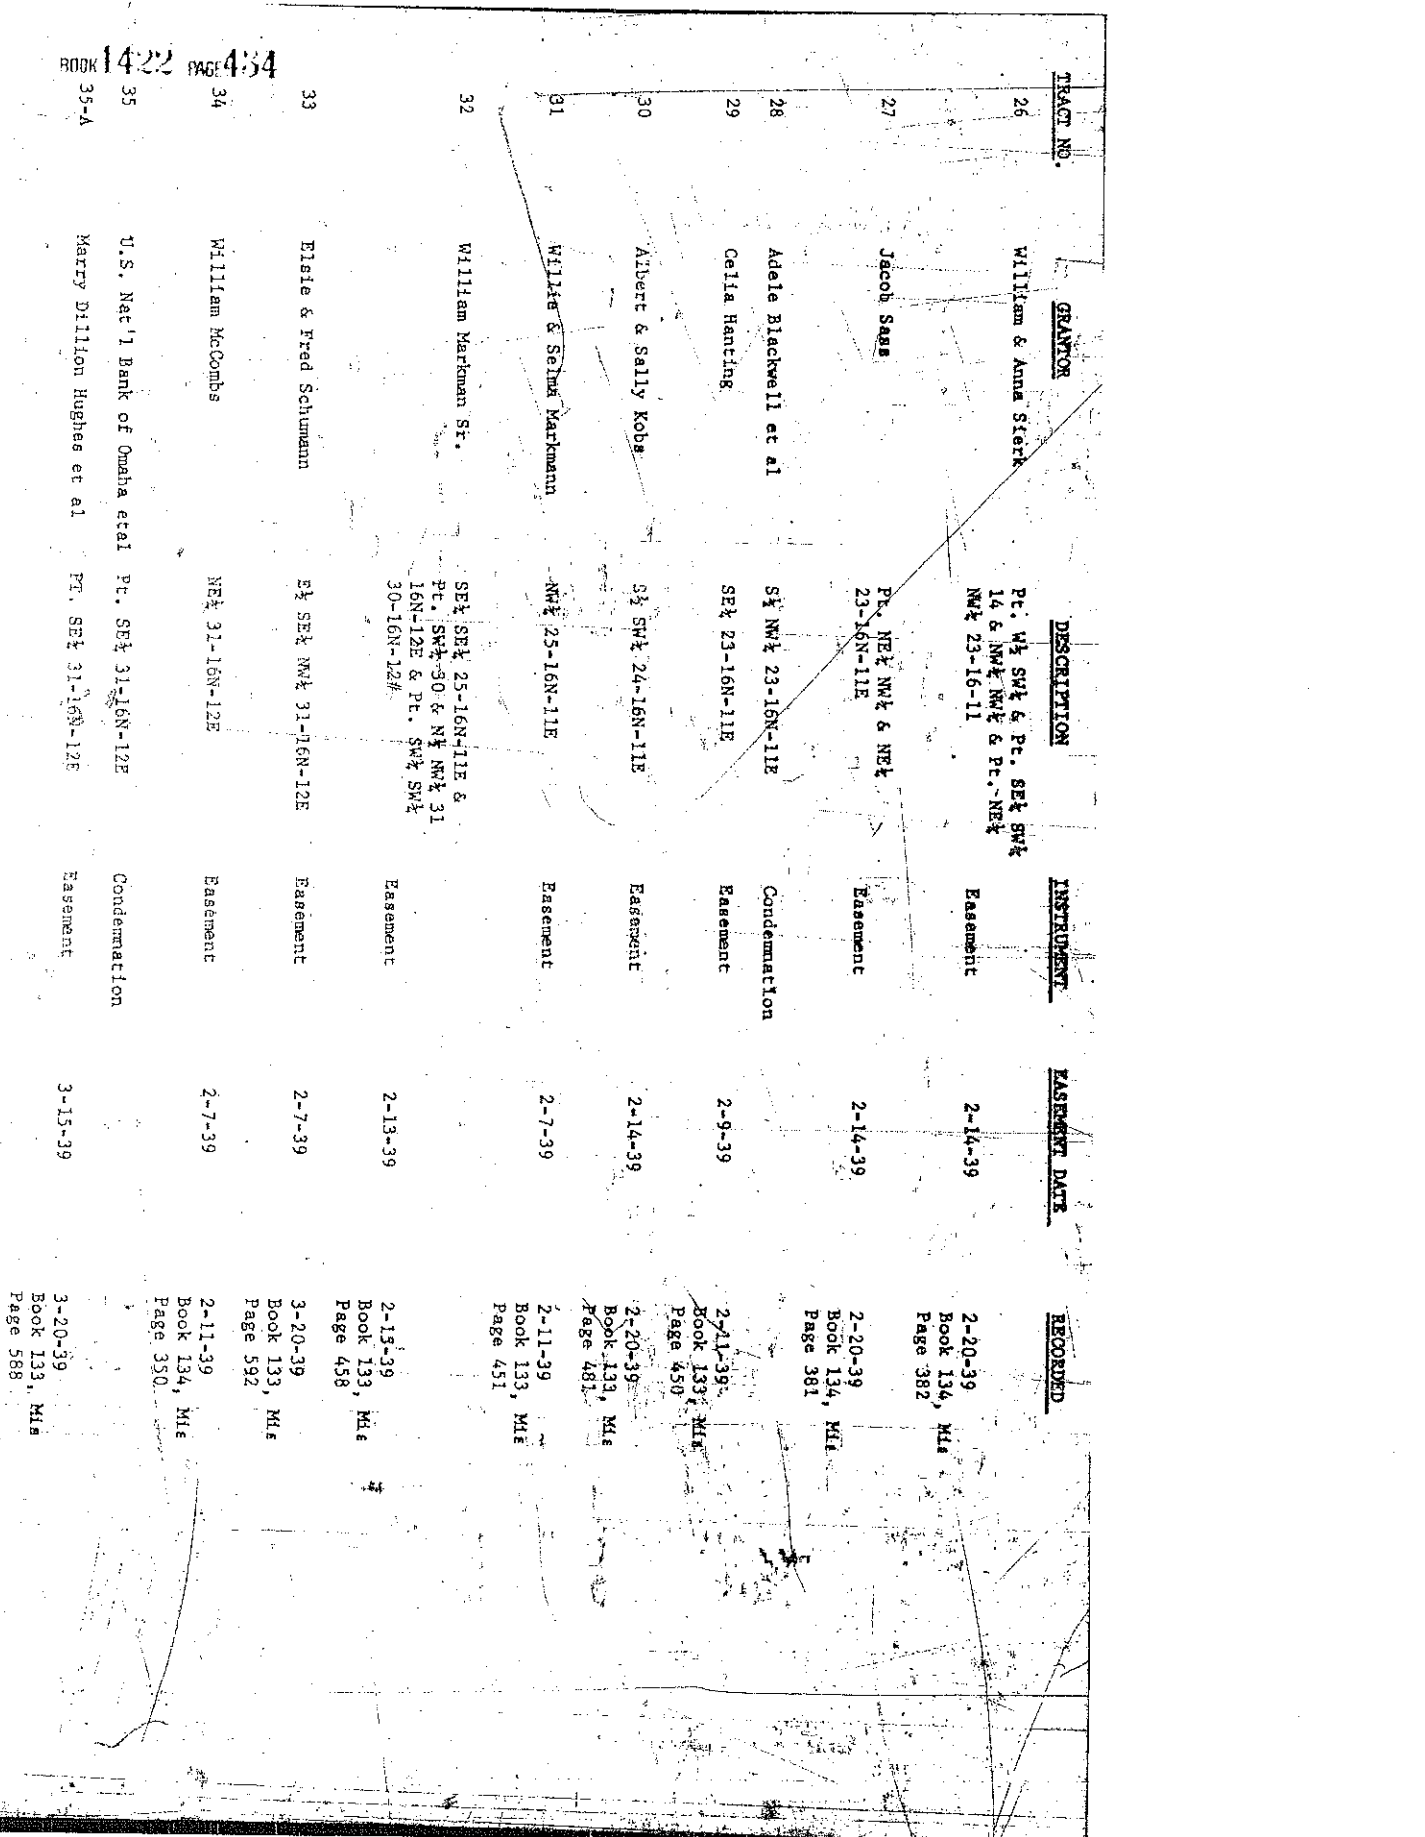 BOOK 1422 PAGE 434
TRACT NO. GRANTOR DESCRIPTION INSTRUMENT EASEMENT DATE RECORDED
26 William & Anna Sierk Pt. W½ SW¼ & Pt. SE¼ SW¼
14 & NW¼ NW¼ & Pt. NE¼
NW¼ 23-16-11 Easement 2-14-39 2-20-39
Book 134, Mis
Page 382
27 Jacob Sass Pt. NE¼ NW¼ & NE¼
23-16N-11E Easement 2-14-39 2-20-39
Book 134, Mis
Page 381
28 Adele Blackwell et al S½ NW¼ 23-16N-11E Condemnation
29 Celia Hanting SE¼ 23-16N-11E Easement 2-9-39 2-11-39
Book 133, Mis
Page 450
30 Albert & Sally Kobs S½ SW¼ 24-16N-11E Easement 2-14-39 2-20-39
Book 133, Mis
Page 481
31 Willie & Selma Markmann NW¼ 25-16N-11E Easement 2-7-39 2-11-39
Book 133, Mis
Page 451
32 William Markman Sr. SE¼ SE¼ 25-16N-11E &
Pt. SW¼ 30 & N½ NW¼ 31
16N-12E & Pt. SW¼ SW¼
30-16N-12# Easement 2-13-39 2-13-39
Book 133, Mis
Page 458
33 Elsie & Fred Schumann E½ SE¼ NW¼ 31-16N-12E Easement 2-7-39 3-20-39
Book 133, Mis
Page 592
34 William McCombs NE¼ 31-16N-12E Easement 2-7-39 2-11-39
Book 134, Mis
Page 350
35 U.S. Nat'l Bank of Omaha etal Pt. SE¼ 31-16N-12E Condemnation
35-A Marry Dillion Hughes et al PT. SE¼ 31-16N-12E Easement 3-15-39 3-20-39
Book 133, Mis
Page 588